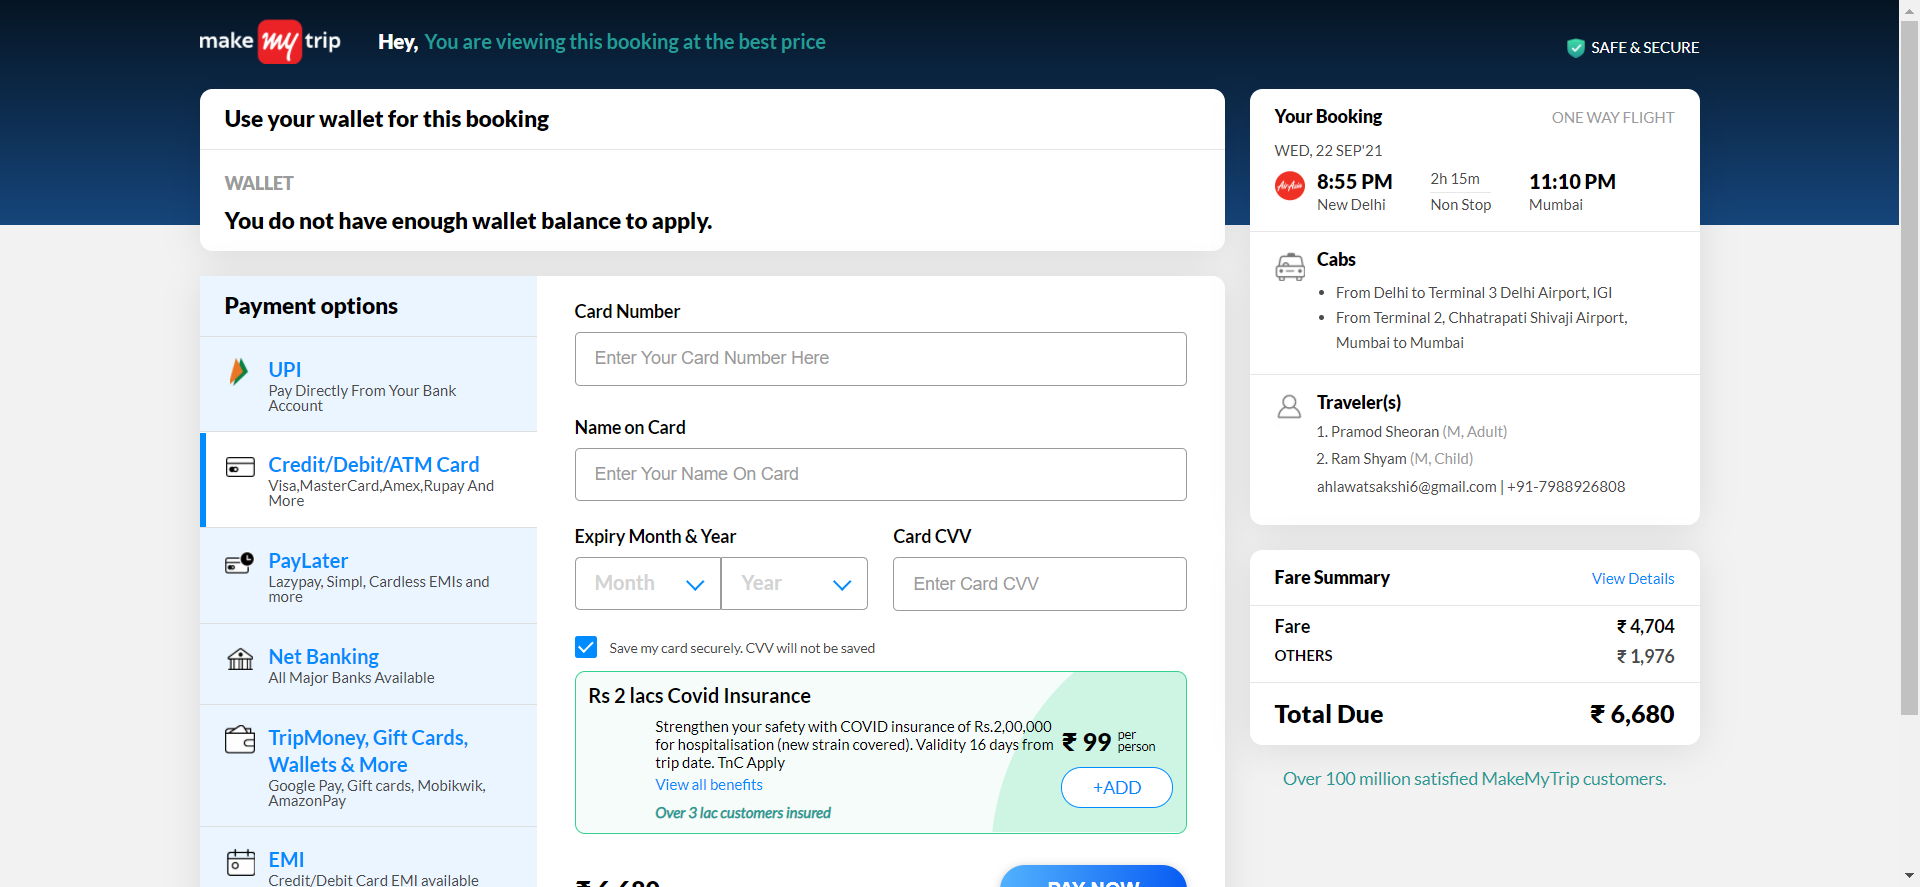 make my trip
Hey, You are viewing this booking at the best price
SAFE & SECURE
Use your wallet for this booking
WALLET
You do not have enough wallet balance to apply.
Payment options
UPI
Pay Directly From Your Bank
Account
Credit/Debit/ATM Card
Visa,MasterCard,Amex,Rupay And
More
PayLater
Lazypay, Simpl, Cardless EMIs and
more
Net Banking
All Major Banks Available
TripMoney, Gift Cards,
Wallets & More
Google Pay, Gift cards, Mobikwik,
AmazonPay
EMI
Credit/Debit Card EMI available
Card Number
Enter Your Card Number Here
Name on Card
Enter Your Name On Card
Expiry Month & Year
Card CVV
Month
Year
Enter Card CVV
Save my card securely. CVV will not be saved
Rs 2 lacs Covid Insurance
Strengthen your safety with COVID insurance of Rs.2,00,000
for hospitalisation (new strain covered). Validity 16 days from
trip date. TnC Apply
View all benefits
Over 3 lac customers insured
₹ 99 per
person
+ADD
₹ 6,680
PAY NOW
Your Booking
ONE WAY FLIGHT
WED, 22 SEP'21
AirAsia
8:55 PM
2h 15m
11:10 PM
New Delhi
Non Stop
Mumbai
Cabs
From Delhi to Terminal 3 Delhi Airport, IGI
From Terminal 2, Chhatrapati Shivaji Airport,
Mumbai to Mumbai
Traveler(s)
1. Pramod Sheoran (M, Adult)
2. Ram Shyam (M, Child)
ahlawatsakshi6@gmail.com | +91-7988926808
Fare Summary
View Details
Fare
₹ 4,704
OTHERS
₹ 1,976
Total Due
₹ 6,680
Over 100 million satisfied MakeMyTrip customers.